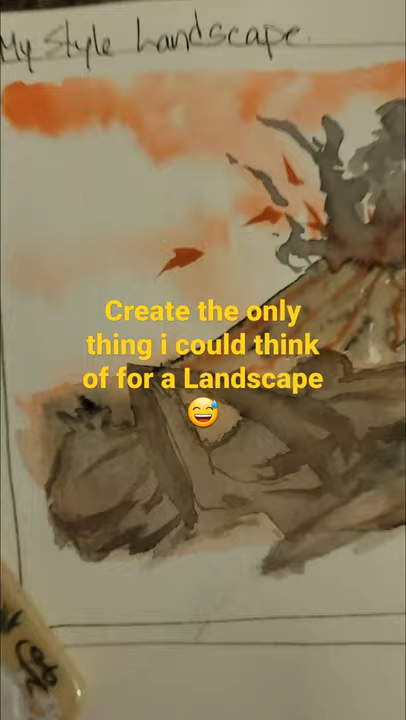 My Style Landscape.
Create the only
thing i could think
of for a Landscape
😅